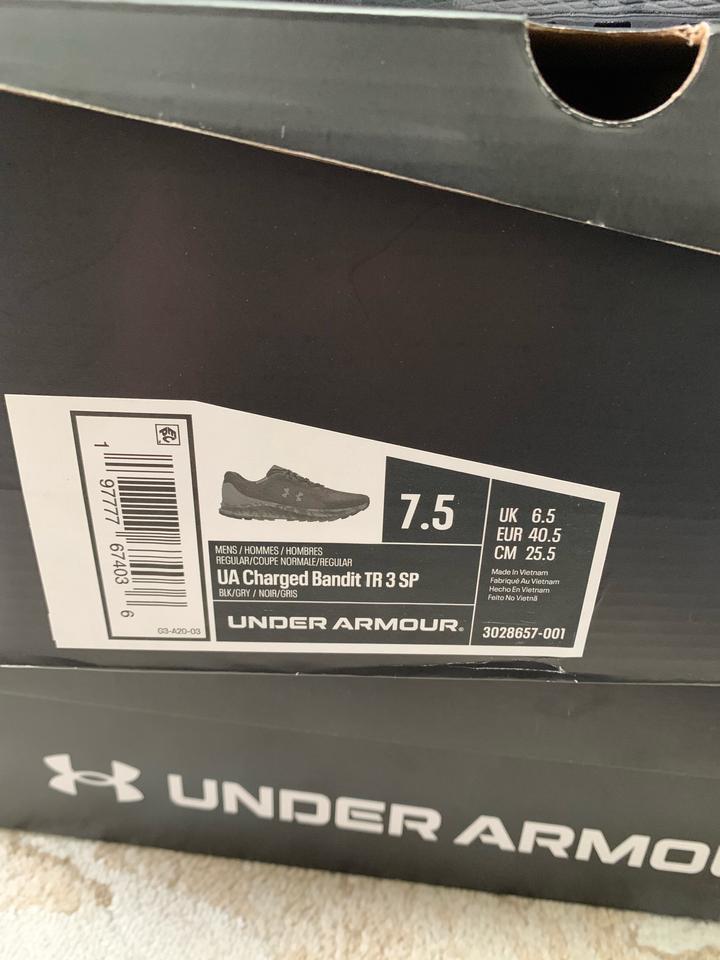 1 97777 67403 6
G3-A20-03
7.5
UK 6.5
EUR 40.5
CM 25.5
MENS / HOMMES / HOMBRES
REGULAR/COUPE NORMALE/REGULAR
UA Charged Bandit TR 3 SP
BLK/GRY / NOIR/GRIS
UNDER ARMOUR®
Made In Vietnam
Fabriqué Au Vietnam
Hecho En Vietnam
Feito No Vietnã
3028657-001
UNDER ARMO